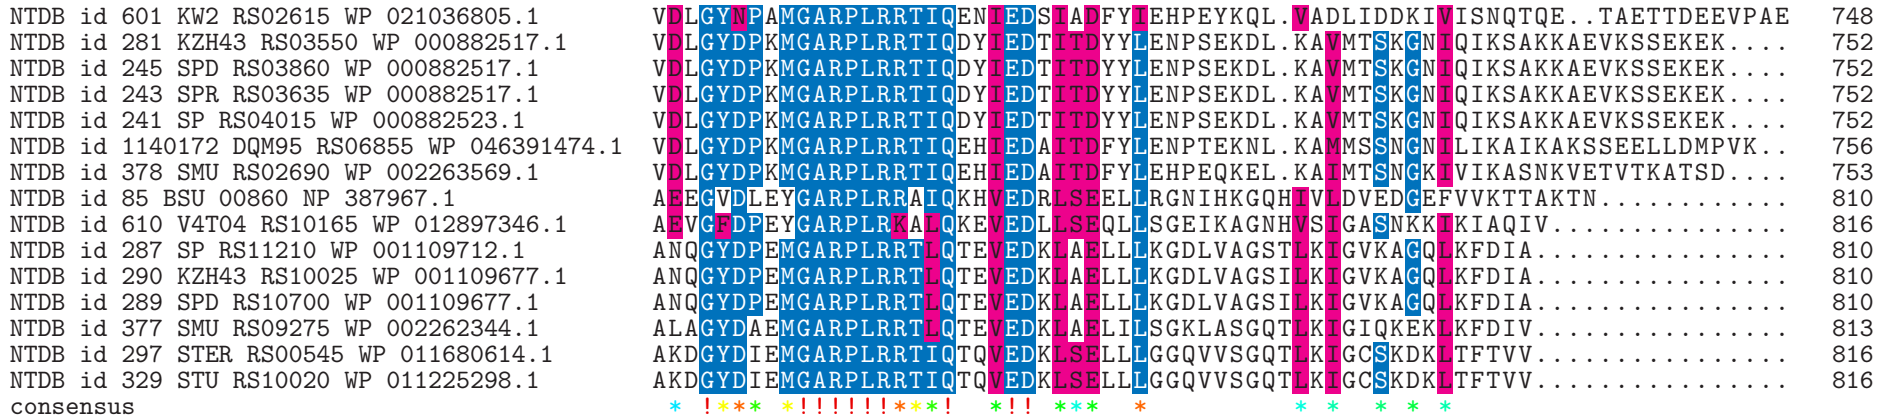 NTDB id 601 KW2 RS02615 WP 021036805.1 VDLGYNPAMGARPLRRTIQENIEDSIADFYIEHPEYKQL.VADLIDDKIVISNQTQE..TAETTDEEVPAE 748
NTDB id 281 KZH43 RS03550 WP 000882517.1 VDLGYDPKMGARPLRRTIQDYIEDTITDYYLENPSEKDL.KAVMTSKGNIQIKSAKKAEVKSSEKEK.... 752
NTDB id 245 SPD RS03860 WP 000882517.1 VDLGYDPKMGARPLRRTIQDYIEDTITDYYLENPSEKDL.KAVMTSKGNIQIKSAKKAEVKSSEKEK.... 752
NTDB id 243 SPR RS03635 WP 000882517.1 VDLGYDPKMGARPLRRTIQDYIEDTITDYYLENPSEKDL.KAVMTSKGNIQIKSAKKAEVKSSEKEK.... 752
NTDB id 241 SP RS04015 WP 000882523.1 VDLGYDPKMGARPLRRTIQDYIEDTITDYYLENPSEKDL.KAVMTSKGNIQIKSAKKAEVKSSEKEK.... 752
NTDB id 1140172 DQM95 RS06855 WP 046391474.1 VDLGYDPKMGARPLRRTIQEHIEDAITDFYLENPTEKNL.KAMMSSNGNILIKAIKAKSSEELLDMPVK.. 756
NTDB id 378 SMU RS02690 WP 002263569.1 VDLGYDPKMGARPLRRTIQEHIEDAITDFYLEHPEQKEL.KAIMTSNGKIVIKASNKVETVTKATSD.... 753
NTDB id 85 BSU 00860 NP 387967.1 AEEGVDLEYGARPLRRAIQKHVEDRLSEELLRGNIHKGQHIVLDVEDGEFVVKTTAKTN............ 810
NTDB id 610 V4T04 RS10165 WP 012897346.1 AEVGFDPEYGARPLRKALQKEVEDLLSEQLLSGEIKAGNHVSIGASNKKIKIAQIV............... 816
NTDB id 287 SP RS11210 WP 001109712.1 ANQGYDPEMGARPLRRTLQTEVEDKLAELLLKGDLVAGSTLKIGVKAGQLKFDIA................ 810
NTDB id 290 KZH43 RS10025 WP 001109677.1 ANQGYDPEMGARPLRRTLQTEVEDKLAELLLKGDLVAGSILKIGVKAGQLKFDIA................ 810
NTDB id 289 SPD RS10700 WP 001109677.1 ANQGYDPEMGARPLRRTLQTEVEDKLAELLLKGDLVAGSILKIGVKAGQLKFDIA................ 810
NTDB id 377 SMU RS09275 WP 002262344.1 ALAGYDAEMGARPLRRTLQTEVEDKLAELILSGKLASGQTLKIGIQKEKLKFDIV................ 813
NTDB id 297 STER RS00545 WP 011680614.1 AKDGYDIEMGARPLRRTIQTQVEDKLSELLLGGQVVSGQTLKIGCSKDKLTFTVV................ 816
NTDB id 329 STU RS10020 WP 011225298.1 AKDGYDIEMGARPLRRTIQTQVEDKLSELLLGGQVVSGQTLKIGCSKDKLTFTVV................ 816
consensus * !*** *!!!!!!****! *!! *** * * * * * *